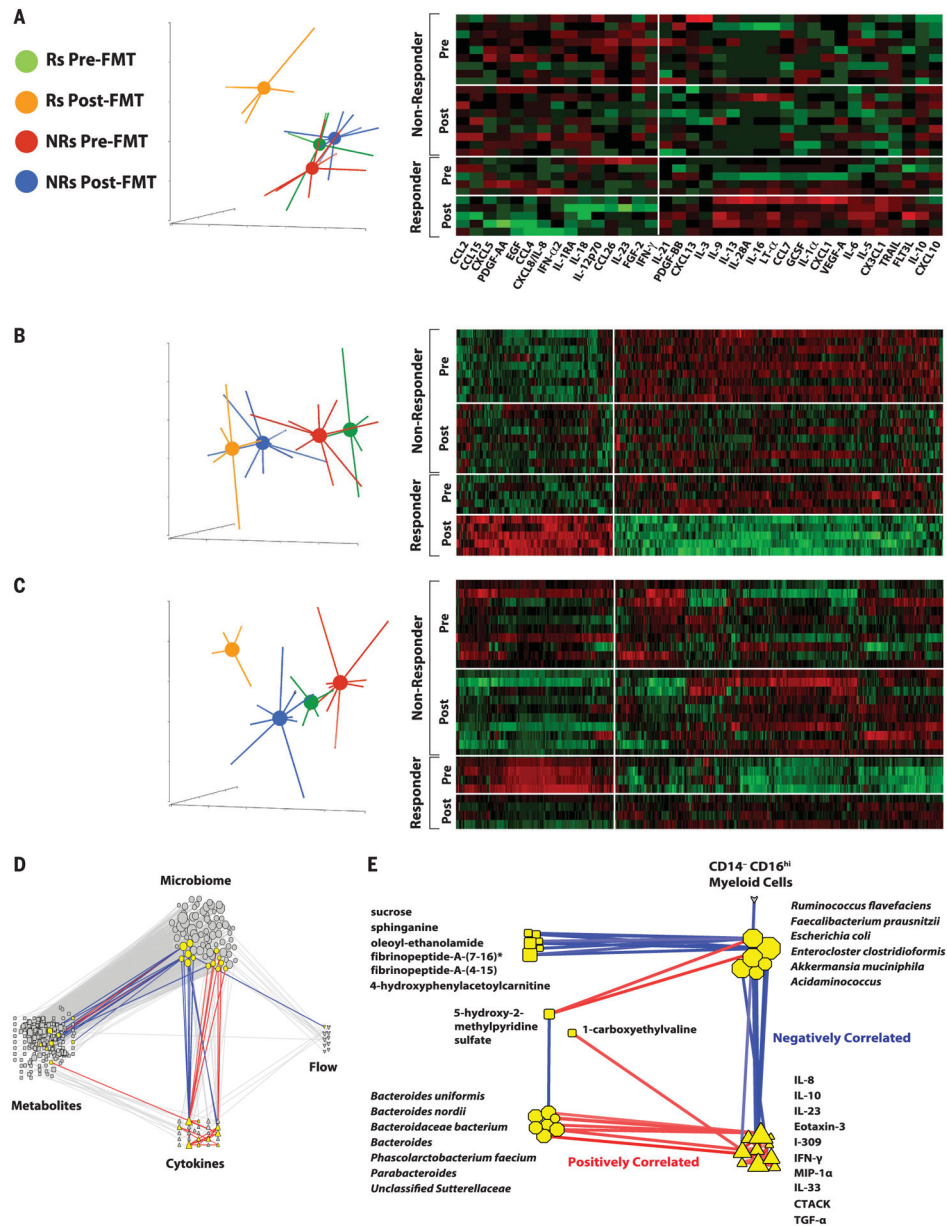 A
Rs Pre-FMT
Rs Post-FMT
NRs Pre-FMT
NRs Post-FMT
Non-Responder
Pre
Post
Responder
Pre
Post
CCL2
CCL15
CXCL5
PDGF-AA
EGF
CCL4
CXCL8//IL-8
IFN-α2
IL-1RA
IL-18
IL-12p70
CCL26
IL-23
FGF-2
IFN-γ
IL-21
PDGF-BB
CXCL13
IL-3
IL-9
IL-13
IL-28A
IL-16
LT-α
CCL7
GCSF
IL-1α
CXCL1
VEGF-A
IL-6
IL-5
CX3CL1
TRAIL
FLT3L
IL-10
CXCL10
B
Non-Responder
Pre
Post
Responder
Pre
Post
C
Non-Responder
Pre
Post
Responder
Pre
Post
D
Microbiome
Metabolites
Flow
Cytokines
E
CD14⁻ CD16ʰⁱ
Myeloid Cells
sucrose
sphinganine
oleoyl-ethanolamide
fibrinopeptide-A-(7-16)*
fibrinopeptide-A-(4-15)
4-hydroxyphenylacetoylcarnitine
Ruminococcus flavefaciens
Faecalibacterium prausnitzii
Escherichia coli
Enterocloster clostridioformis
Akkermansia muciniphila
Acidaminococcus
5-hydroxy-2-
methylpyridine
sulfate
1-carboxyethylvaline
Negatively Correlated
Bacteroides uniformis
Bacteroides nordii
Bacteroidaceae bacterium
Bacteroides
Phascolarctobacterium faecium
Parabacteroides
Unclassified Sutterellaceae
Positively Correlated
IL-8
IL-10
IL-23
Eotaxin-3
I-309
IFN-γ
MIP-1α
IL-33
CTACK
TGF-α